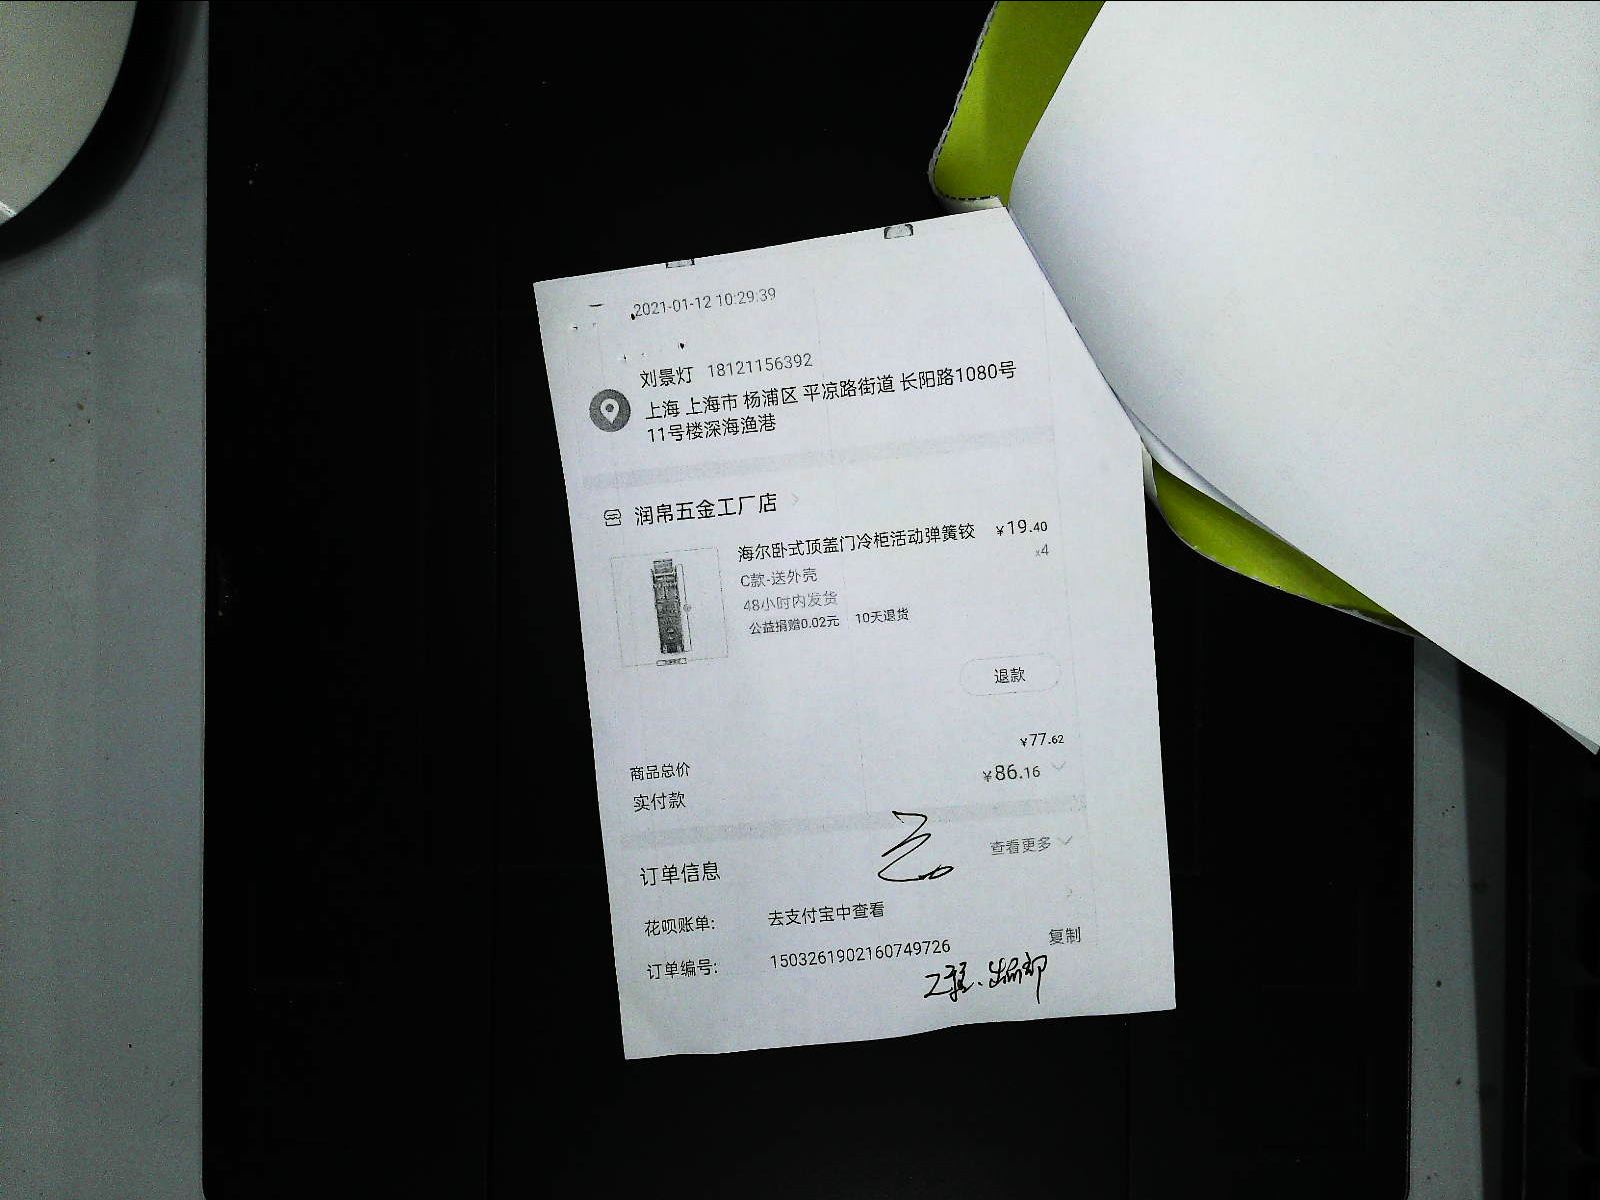 2021-01-12 10:29:39
刘景灯 18121156392
上海 上海市 杨浦区 平凉路街道 长阳路1080号
11号楼深海渔港
润帛五金工厂店
海尔卧式顶盖门冷柜活动弹簧铰 ¥19.40
C款-送外壳 x4
48小时内发货
公益捐赠0.02元 10天退货
退款
商品总价 ¥77.62
实付款 ¥86.16
订单信息 查看更多
花呗账单: 去支付宝中查看
订单编号: 1503261902160749726 复制
工程.出品部